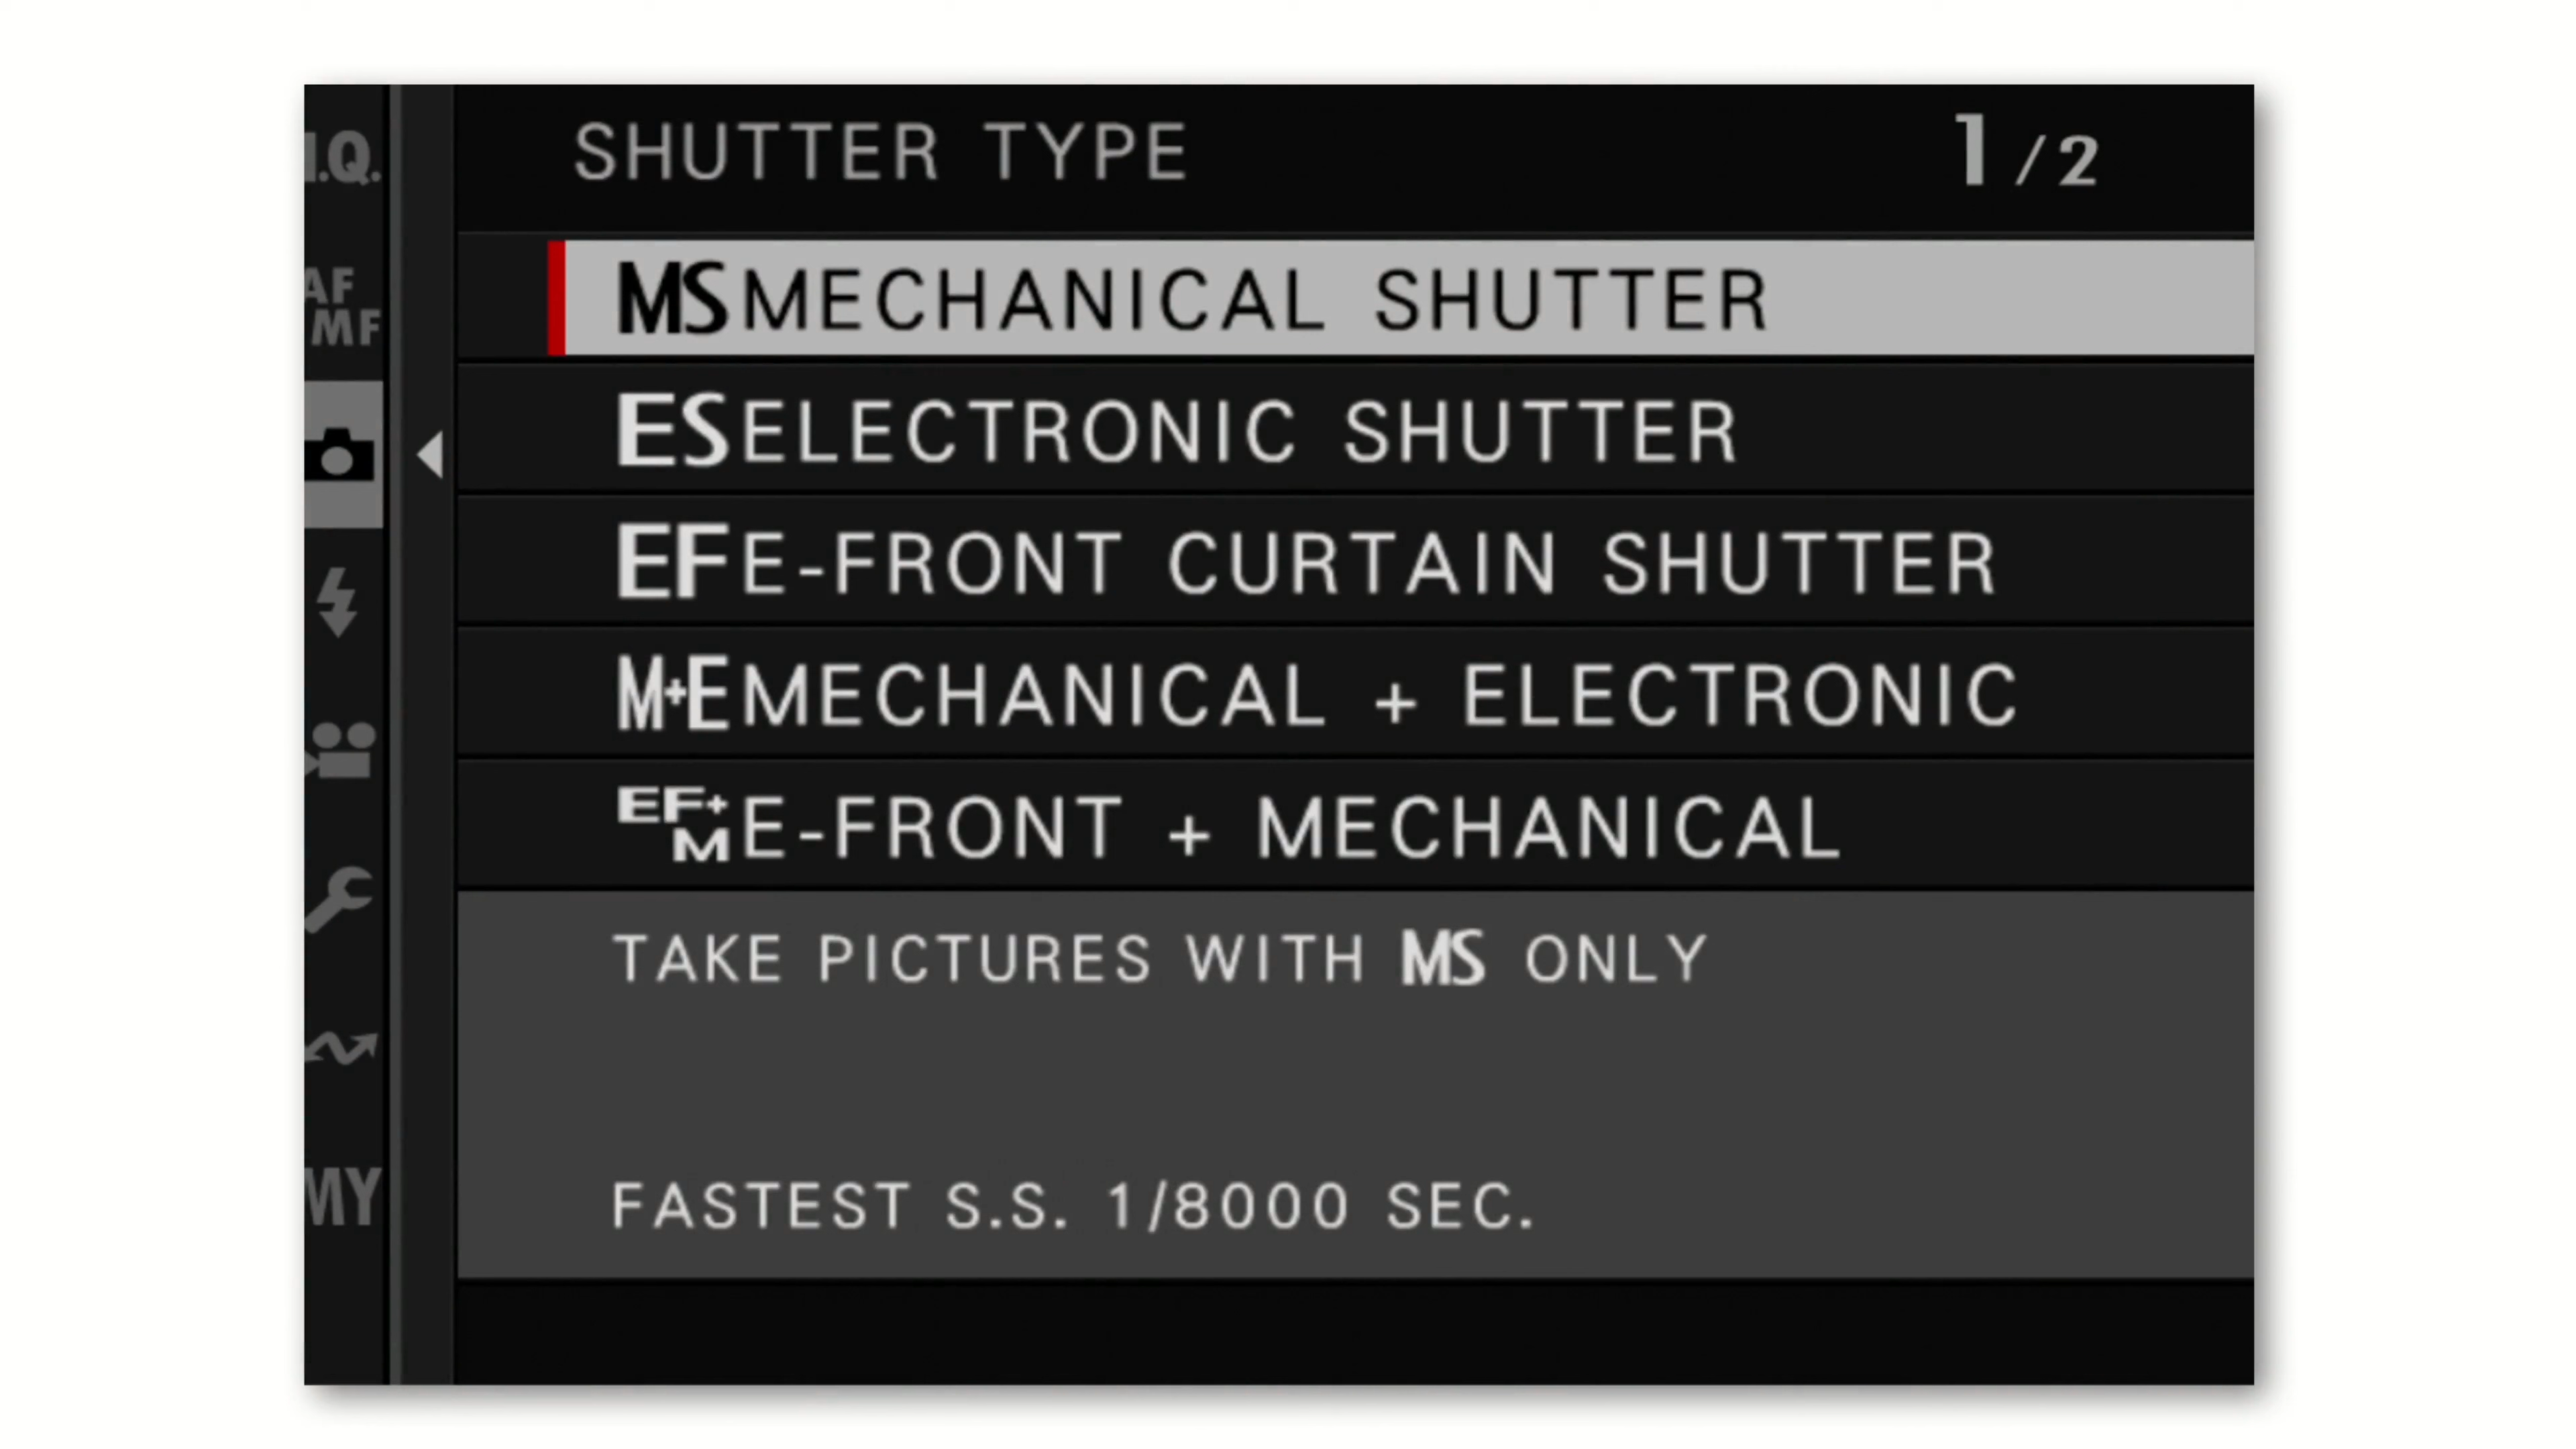 SHUTTER TYPE 1/2
I.Q.
AF
MF
MS MECHANICAL SHUTTER
ES ELECTRONIC SHUTTER
EF E-FRONT CURTAIN SHUTTER
M+E MECHANICAL + ELECTRONIC
EF+
M E-FRONT + MECHANICAL
TAKE PICTURES WITH MS ONLY
MY
FASTEST S.S. 1/8000 SEC.